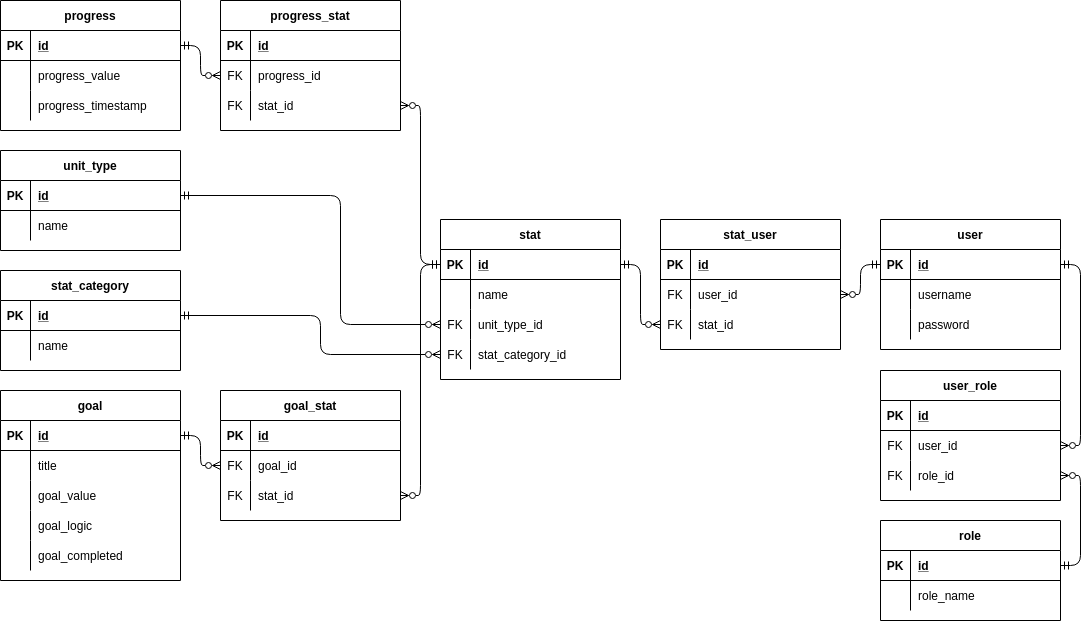 progress
PK id
progress_value
progress_timestamp
progress_stat
PK id
FK progress_id
FK stat_id
unit_type
PK id
name
stat_category
PK id
name
goal
PK id
title
goal_value
goal_logic
goal_completed
goal_stat
PK id
FK goal_id
FK stat_id
stat
PK id
name
FK unit_type_id
FK stat_category_id
stat_user
PK id
FK user_id
FK stat_id
user
PK id
username
password
user_role
PK id
FK user_id
FK role_id
role
PK id
role_name